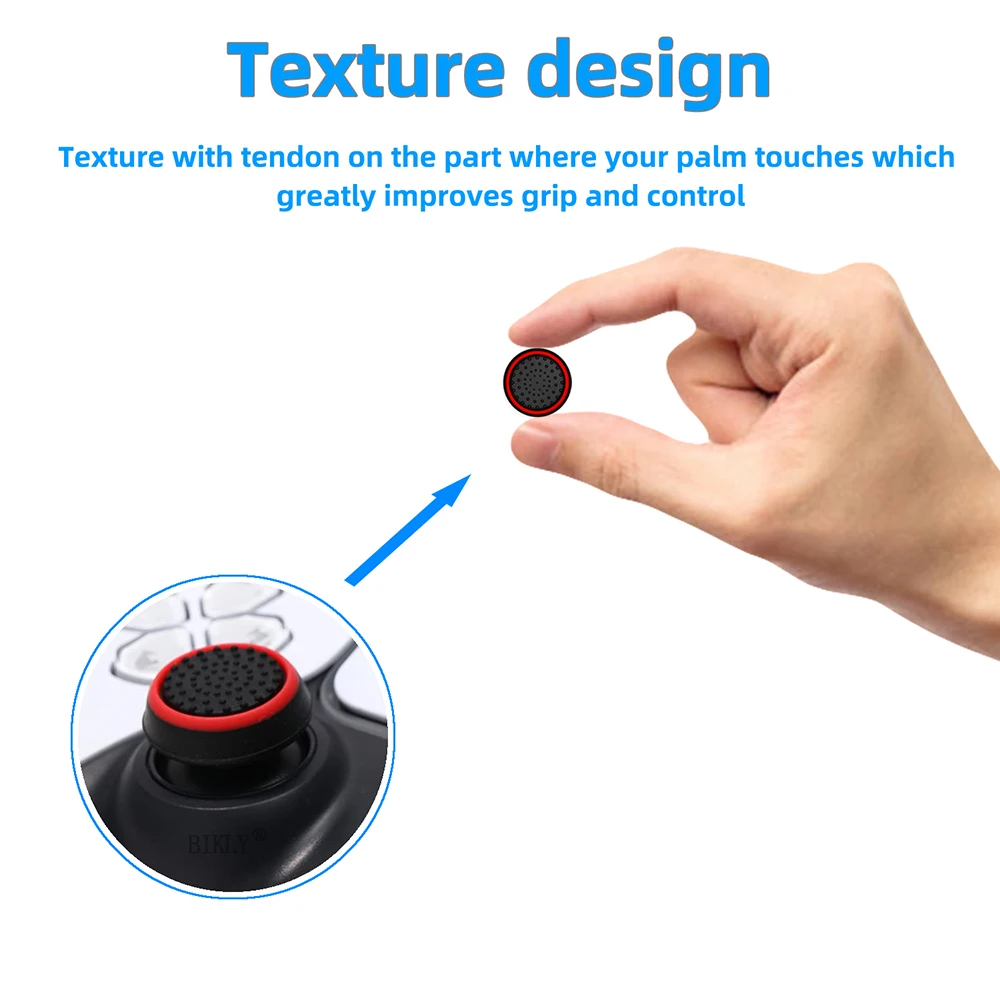 Texture design
Texture with tendon on the part where your palm touches which
greatly improves grip and control
BIKLY®